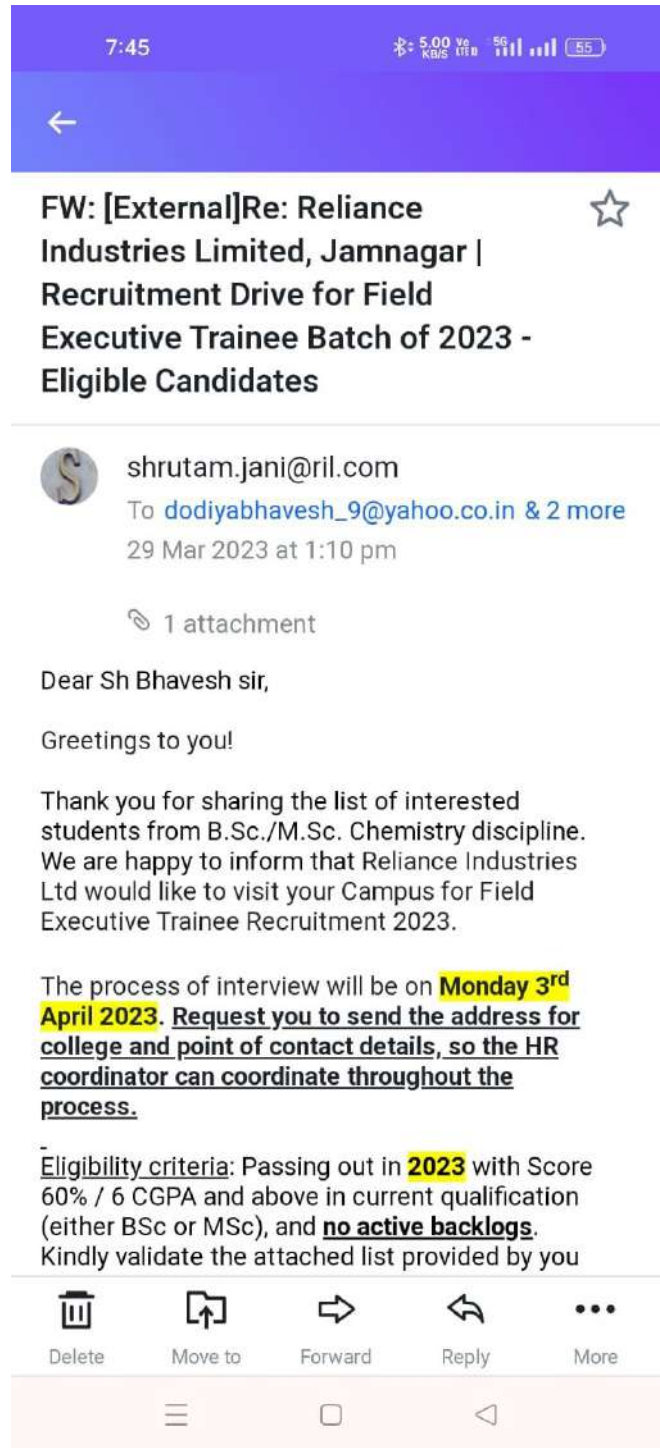 7:45
5.00 KB/S Vo LTE 5G 55
FW: [External]Re: Reliance
Industries Limited, Jamnagar |
Recruitment Drive for Field
Executive Trainee Batch of 2023 -
Eligible Candidates
S
shrutam.jani@ril.com
To dodiyabhavesh_9@yahoo.co.in & 2 more
29 Mar 2023 at 1:10 pm
1 attachment
Dear Sh Bhavesh sir,
Greetings to you!
Thank you for sharing the list of interested
students from B.Sc./M.Sc. Chemistry discipline.
We are happy to inform that Reliance Industries
Ltd would like to visit your Campus for Field
Executive Trainee Recruitment 2023.
The process of interview will be on Monday 3rd
April 2023. Request you to send the address for
college and point of contact details, so the HR
coordinator can coordinate throughout the
process.
Eligibility criteria: Passing out in 2023 with Score
60% / 6 CGPA and above in current qualification
(either BSc or MSc), and no active backlogs.
Kindly validate the attached list provided by you
Delete Move to Forward Reply More